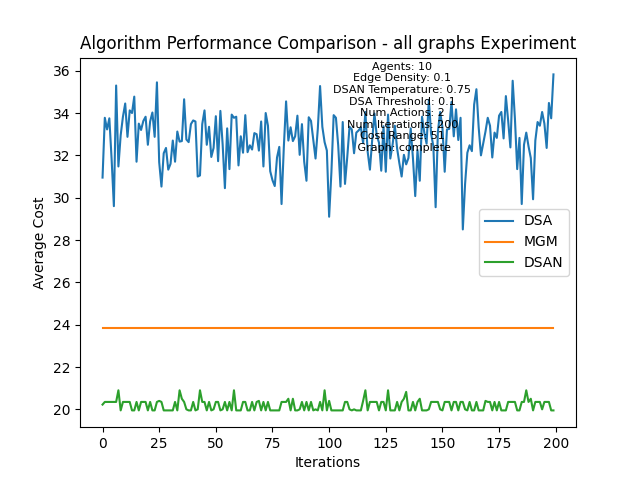 Algorithm Performance Comparison - all graphs Experiment
Agents: 10
Edge Density: 0.1
DSAN Temperature: 0.75
DSA Threshold: 0.1
Num Actions: 2
Num Iterations: 200
Cost Range: 51
Graph: complete
Average Cost
36
34
32
30
28
26
24
22
20
DSA
MGM
DSAN
0
25
50
75
100
125
150
175
200
Iterations